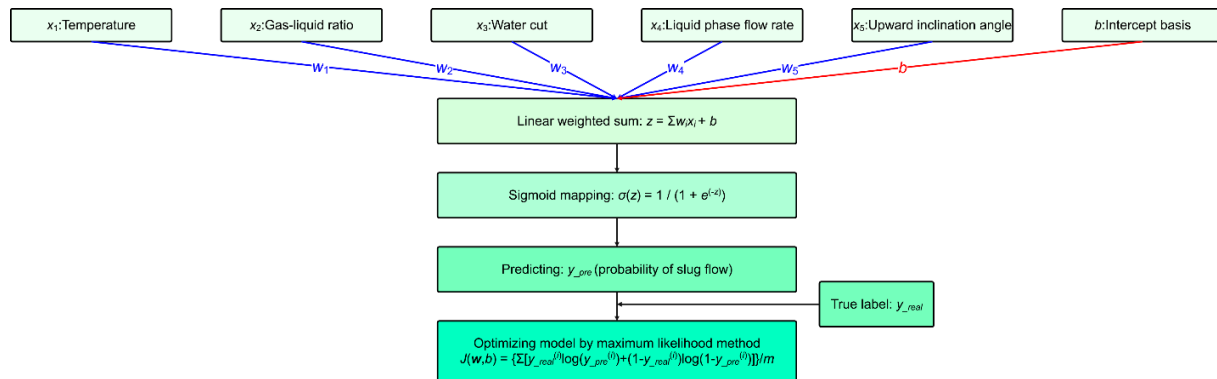 x₁:Temperature
x₂:Gas-liquid ratio
x₃:Water cut
x₄:Liquid phase flow rate
x₅:Upward inclination angle
b:Intercept basis
w₁
w₂
w₃
w₄
w₅
b
Linear weighted sum: z = Σwᵢxᵢ + b
Sigmoid mapping: σ(z) = 1 / (1 + e⁽⁻ᶻ⁾)
Predicting: y_pre (probability of slug flow)
True label: y_real
Optimizing model by maximum likelihood method
J(w,b) = {Σ[y_real⁽ⁱ⁾log(y_pre⁽ⁱ⁾)+(1-y_real⁽ⁱ⁾)log(1-y_pre⁽ⁱ⁾)]}/m